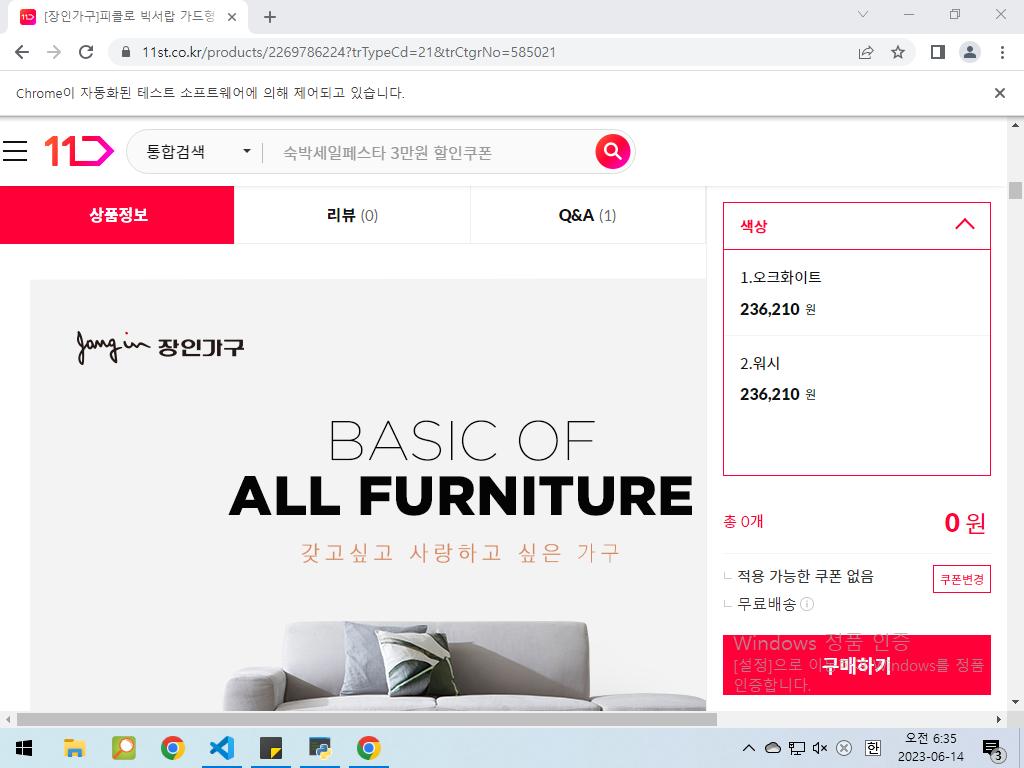 [장인가구]피콜로 빅서랍 가드형
11st.co.kr/products/2269786224?trTypeCd=21&trCtgrNo=585021
Chrome이 자동화된 테스트 소프트웨어에 의해 제어되고 있습니다.
11
통합검색
숙박세일페스타 3만원 할인쿠폰
상품정보
리뷰 (0)
Q&A (1)
색상
1.오크화이트
236,210 원
2.워시
236,210 원
Jang in 장인가구
BASIC OF
ALL FURNITURE
갖고싶고 사랑하고 싶은 가구
총 0개
0 원
적용 가능한 쿠폰 없음
쿠폰변경
무료배송
구매하기
Windows 정품 인증
[설정]으로 이 Windows를 정품
인증합니다.
한
오전 6:35
2023-06-14
3